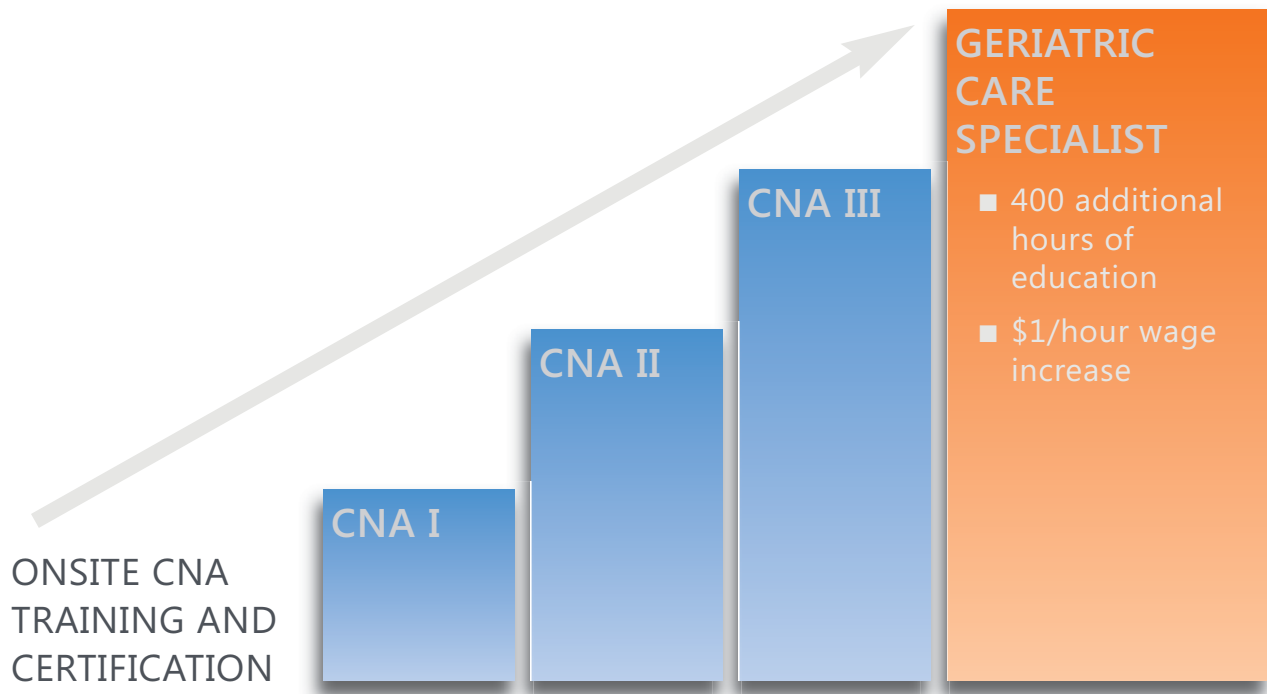 ONSITE CNA
TRAINING AND
CERTIFICATION
CNA I
CNA II
CNA III
GERIATRIC
CARE
SPECIALIST
■ 400 additional
hours of
education
■ $1/hour wage
increase